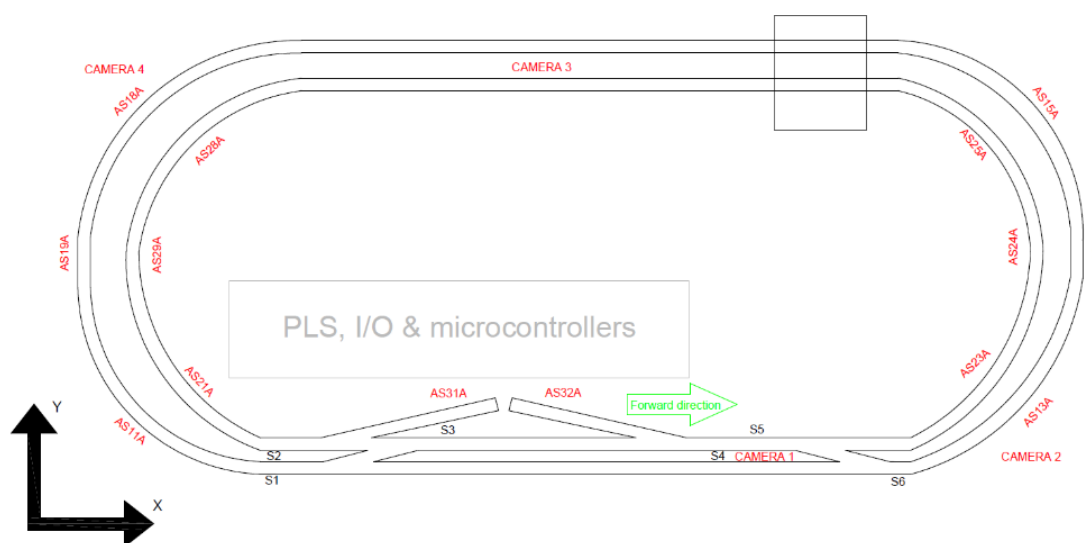 CAMERA 4
CAMERA 3
AS18A
AS15A
AS28A
AS25A
AS19A
AS29A
AS24A
PLS, I/O & microcontrollers
AS21A
AS23A
AS31A
AS32A
Forward direction
AS11A
AS13A
Y
S3
S5
S2
S4
CAMERA 1
CAMERA 2
S1
S6
X